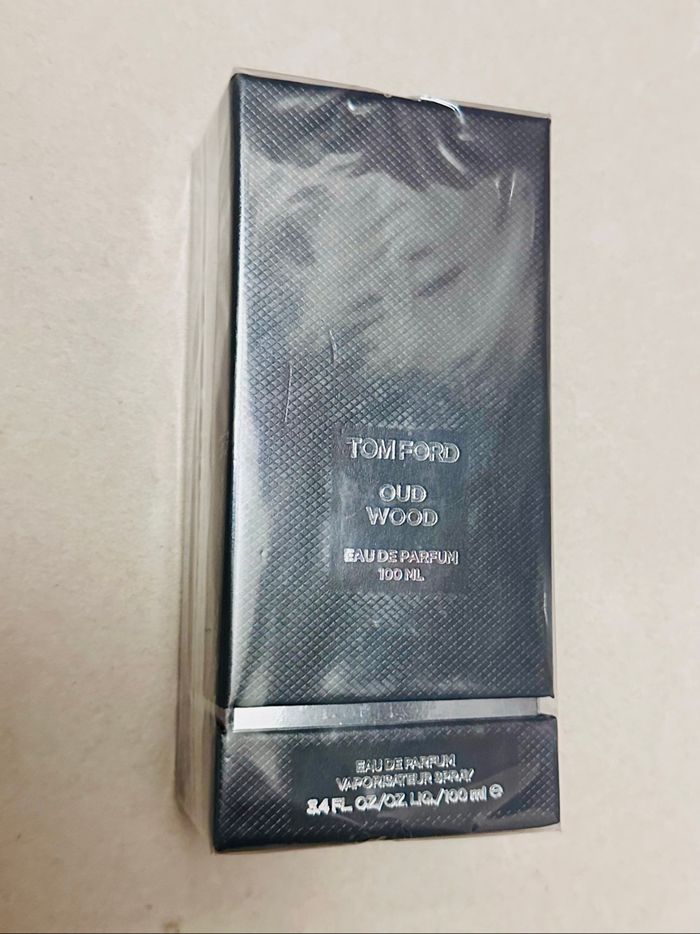 TOM FORD
OUD
WOOD
EAU DE PARFUM
100 ML
EAU DE PARFUM
VAPORISATEUR SPRAY
3.4 FL. OZ/OZ. LIQ./100 ml ℮